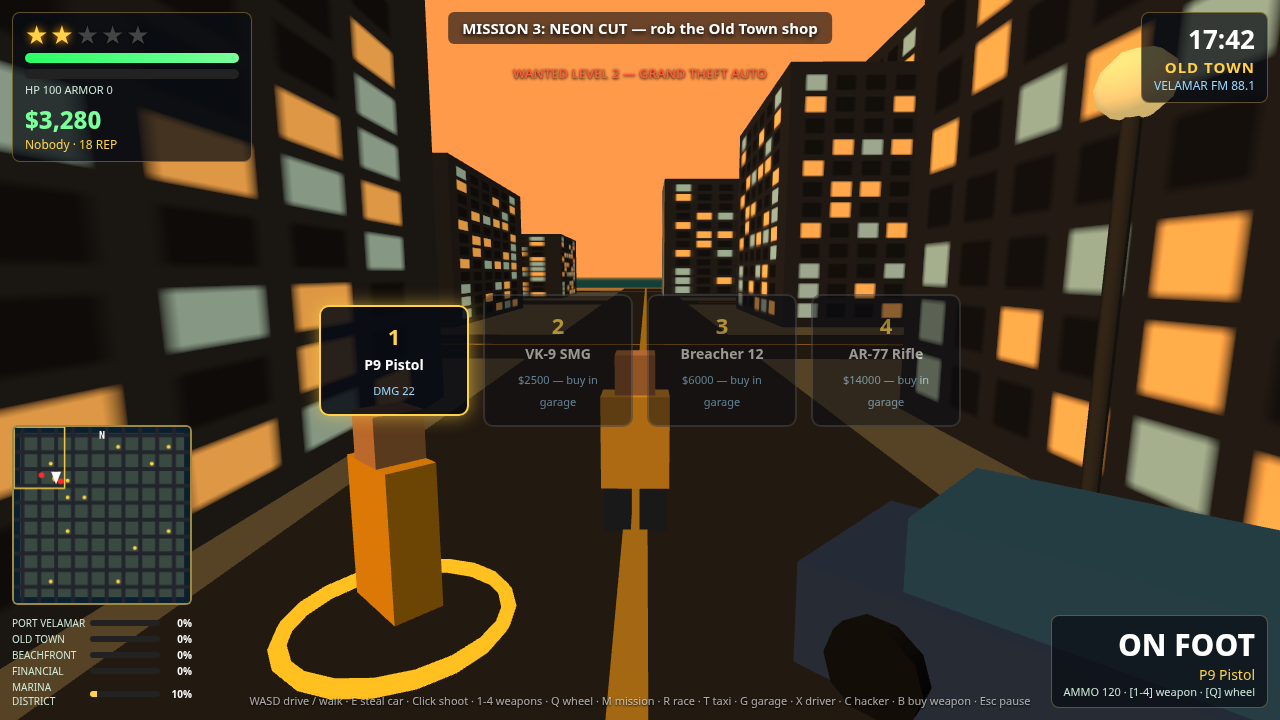 ★★★★★
HP 100 ARMOR 0
$3,280
Nobody · 18 REP
MISSION 3: NEON CUT — rob the Old Town shop
WANTED LEVEL 2 — GRAND THEFT AUTO
17:42
OLD TOWN
VELAMAR FM 88.1
1
P9 Pistol
DMG 22
2
VK-9 SMG
$2500 — buy in
garage
3
Breacher 12
$6000 — buy in
garage
4
AR-77 Rifle
$14000 — buy in
garage
N
PORT VELAMAR 0%
OLD TOWN 0%
BEACHFRONT 0%
FINANCIAL 0%
MARINA
DISTRICT 10%
ON FOOT
P9 Pistol
AMMO 120 · [1-4] weapon · [Q] wheel
WASD drive / walk · E steal car · Click shoot · 1-4 weapons · Q wheel · M mission · R race · T taxi · G garage · X driver · C hacker · B buy weapon · Esc pause